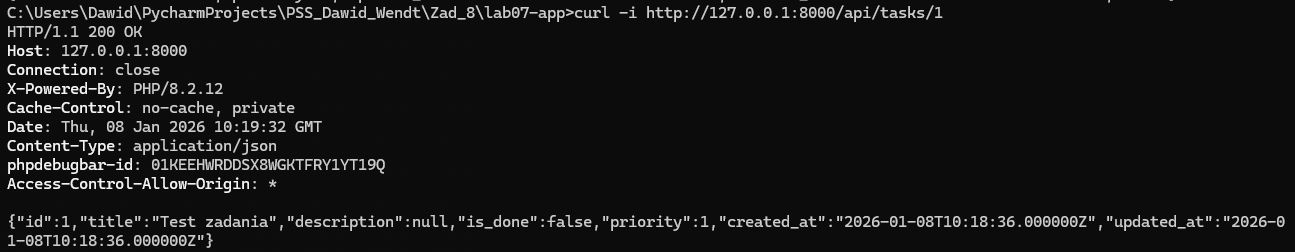 C:\Users\Dawid\PycharmProjects\PSS_Dawid_Wendt\Zad_8\lab07-app>curl -i http://127.0.0.1:8000/api/tasks/1
HTTP/1.1 200 OK
Host: 127.0.0.1:8000
Connection: close
X-Powered-By: PHP/8.2.12
Cache-Control: no-cache, private
Date: Thu, 08 Jan 2026 10:19:32 GMT
Content-Type: application/json
phpdebugbar-id: 01KEEHWRDDSX8WGKTFRY1YT19Q
Access-Control-Allow-Origin: *

{"id":1,"title":"Test zadania","description":null,"is_done":false,"priority":1,"created_at":"2026-01-08T10:18:36.000000Z","updated_at":"2026-0
1-08T10:18:36.000000Z"}